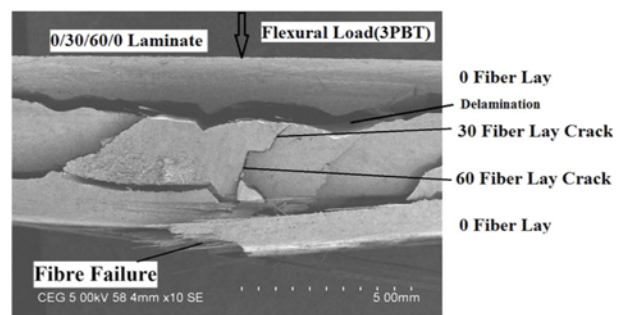 0/30/60/0 Laminate
Flexural Load(3PBT)
0 Fiber Lay
Delamination
30 Fiber Lay Crack
60 Fiber Lay Crack
0 Fiber Lay
Fibre Failure
CEG 5 00kV 58 4mm x10 SE
5 00mm